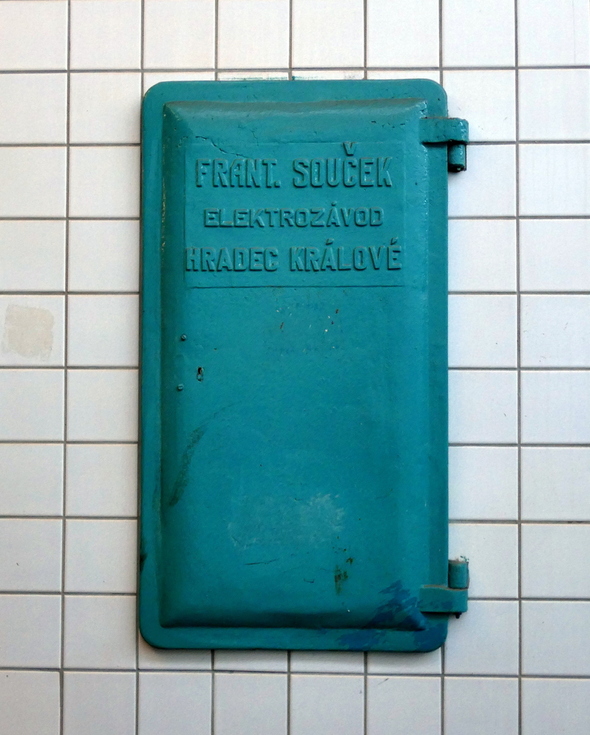 FRANT. SOUČEK
ELEKTROZÁVOD
HRADEC KRÁLOVÉ